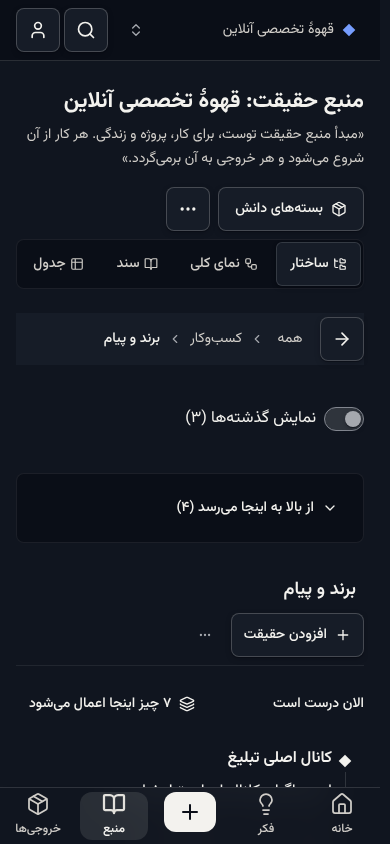 قهوهٔ تخصصی آنلاین
منبع حقیقت: قهوهٔ تخصصی آنلاین
«مبدأ منبع حقیقت توست، برای کار، پروژه و زندگی. هر کار از آن
شروع می‌شود و هر خروجی به آن برمی‌گردد.»
بسته‌های دانش
ساختار
نمای کلی
سند
جدول
همه
کسب‌وکار
برند و پیام
نمایش گذشته‌ها (۳)
از بالا به اینجا می‌رسد (۴)
برند و پیام
افزودن حقیقت
الان درست است
۷ چیز اینجا اعمال می‌شود
کانال اصلی تبلیغ
خانه
فکر
منبع
خروجی‌ها